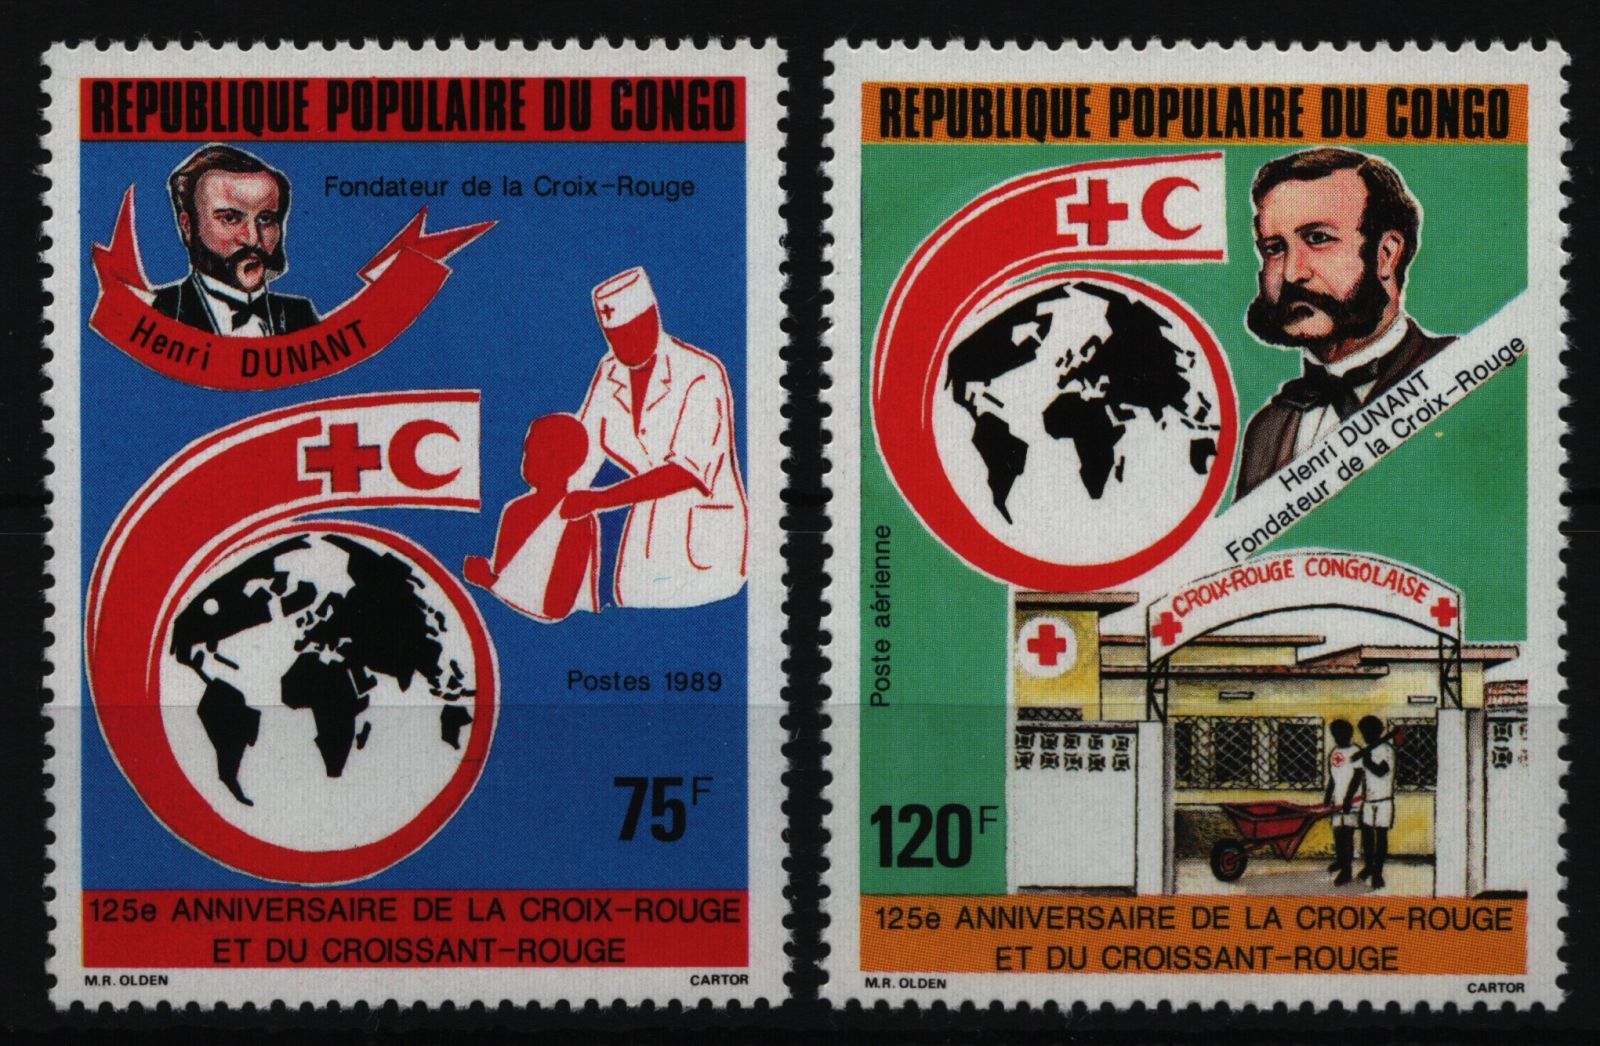 REPUBLIQUE POPULAIRE DU CONGO
Fondateur de la Croix-Rouge
Henri DUNANT
Postes 1989
75F
125e ANNIVERSAIRE DE LA CROIX-ROUGE
ET DU CROISSANT-ROUGE
M.R. OLDEN
CARTOR
REPUBLIQUE POPULAIRE DU CONGO
Henri DUNANT
Fondateur de la Croix-Rouge
Poste aérienne
CROIX-ROUGE CONGOLAISE
120F
125e ANNIVERSAIRE DE LA CROIX-ROUGE
ET DU CROISSANT-ROUGE
M.R. OLDEN
CARTOR